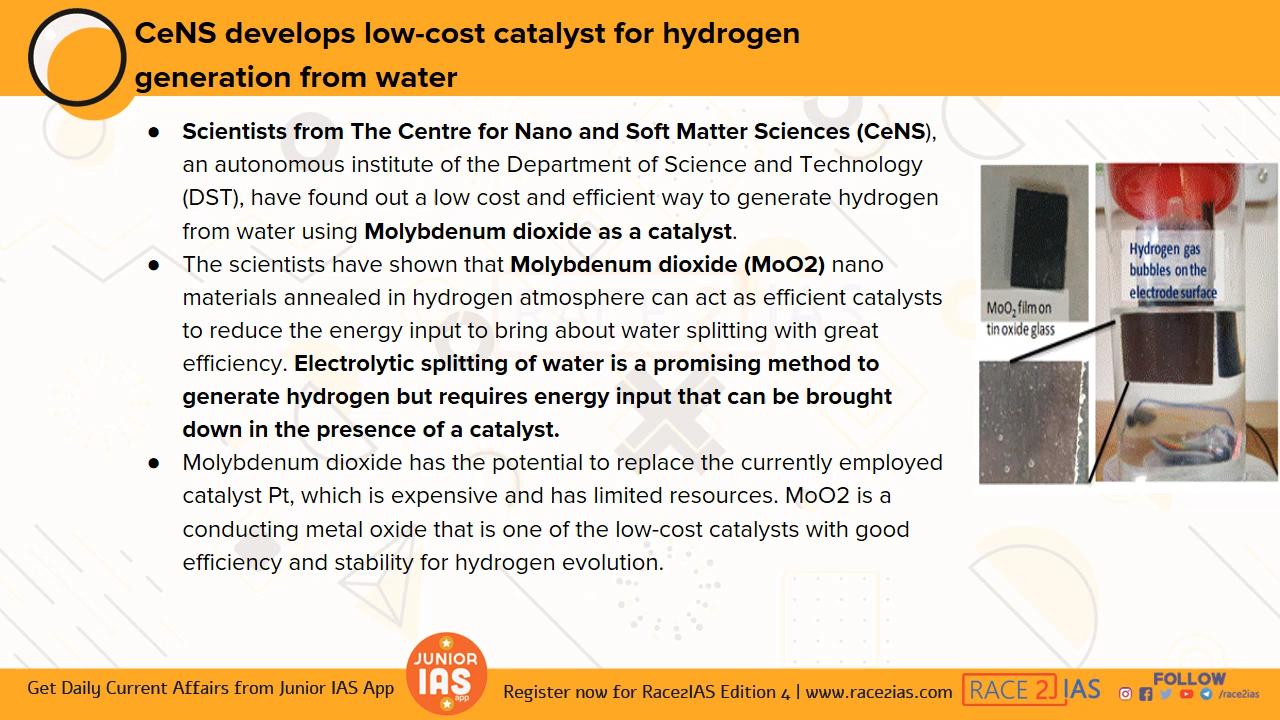 CeNS develops low-cost catalyst for hydrogen
generation from water
● Scientists from The Centre for Nano and Soft Matter Sciences (CeNS),
an autonomous institute of the Department of Science and Technology
(DST), have found out a low cost and efficient way to generate hydrogen
from water using Molybdenum dioxide as a catalyst.
● The scientists have shown that Molybdenum dioxide (MoO2) nano
materials annealed in hydrogen atmosphere can act as efficient catalysts
to reduce the energy input to bring about water splitting with great
efficiency. Electrolytic splitting of water is a promising method to
generate hydrogen but requires energy input that can be brought
down in the presence of a catalyst.
● Molybdenum dioxide has the potential to replace the currently employed
catalyst Pt, which is expensive and has limited resources. MoO2 is a
conducting metal oxide that is one of the low-cost catalysts with good
efficiency and stability for hydrogen evolution.
MoO₂ film on
tin oxide glass
Hydrogen gas
bubbles on the
electrode surface
Get Daily Current Affairs from Junior IAS App
JUNIOR
IAS
app
Register now for Race2IAS Edition 4 | www.race2ias.com
RACE 2J IAS
FOLLOW
/race2ias